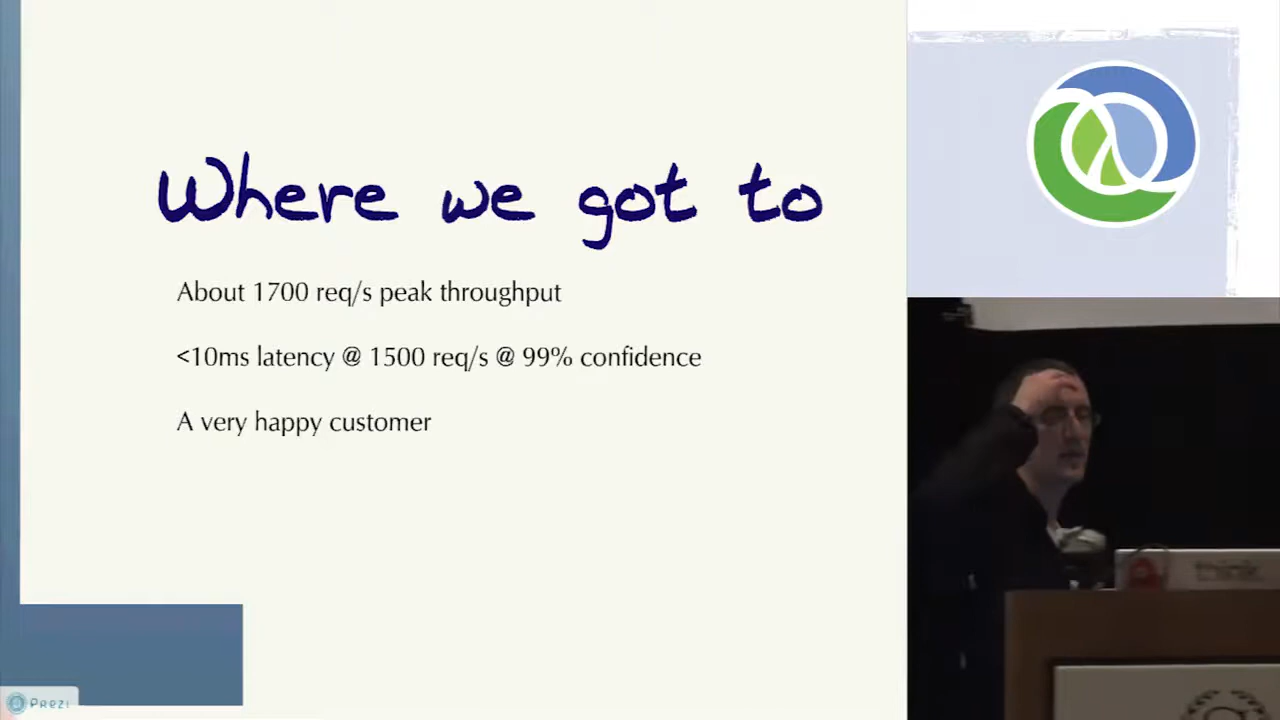 Where we got to
About 1700 req/s peak throughput
<10ms latency @ 1500 req/s @ 99% confidence
A very happy customer
Prezi